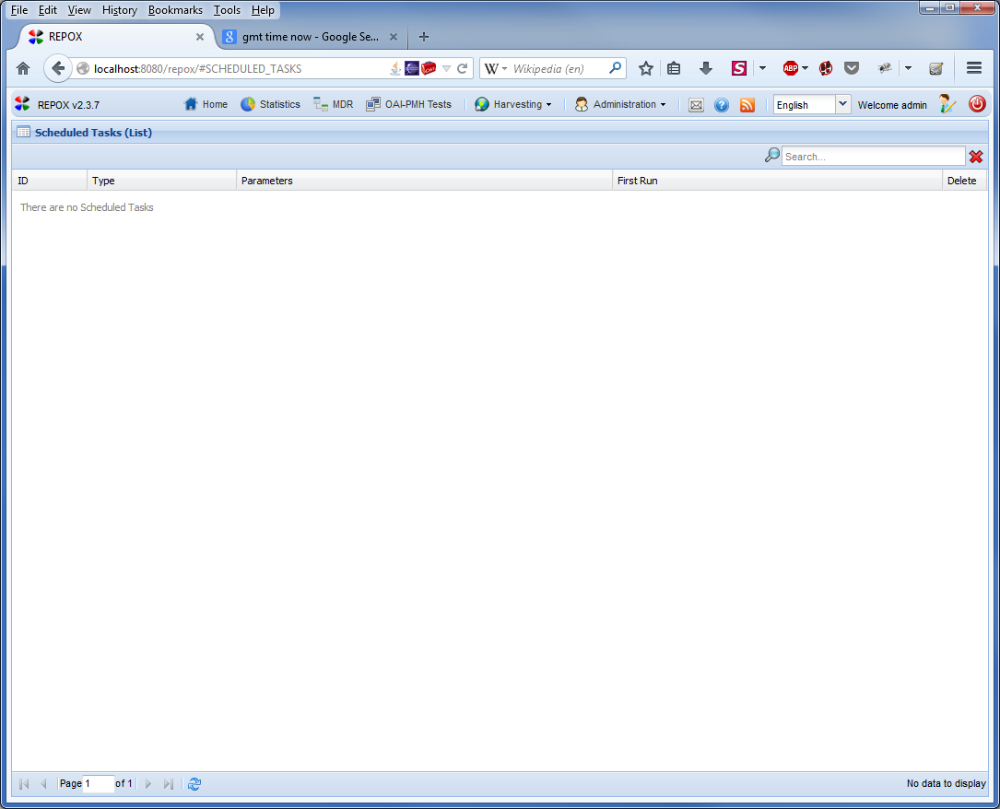 File Edit View History Bookmarks Tools Help
REPOX
gmt time now - Google Se...
localhost:8080/repox/#SCHEDULED_TASKS
W Wikipedia (en)
S ABP
REPOX v2.3.7 Home Statistics MDR OAI-PMH Tests Harvesting Administration English Welcome admin
Scheduled Tasks (List)
Search...
ID Type Parameters First Run Delete
There are no Scheduled Tasks
Page 1 of 1 No data to display